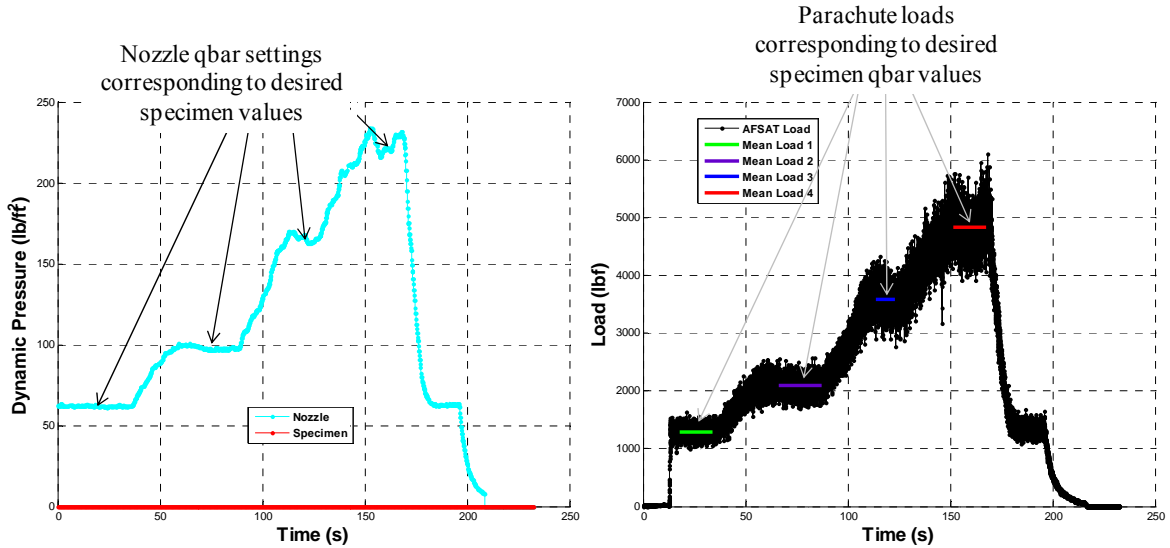 Nozzle qbar settings
corresponding to desired
specimen values
250
200
150
100
50
0
0
50
100
150
200
250
Dynamic Pressure (lb/ft²)
Time (s)
Nozzle
Specimen
Parachute loads
corresponding to desired
specimen qbar values
7000
6000
5000
4000
3000
2000
1000
0
0
50
100
150
200
250
Load (lbf)
Time (s)
AFSAT Load
Mean Load 1
Mean Load 2
Mean Load 3
Mean Load 4